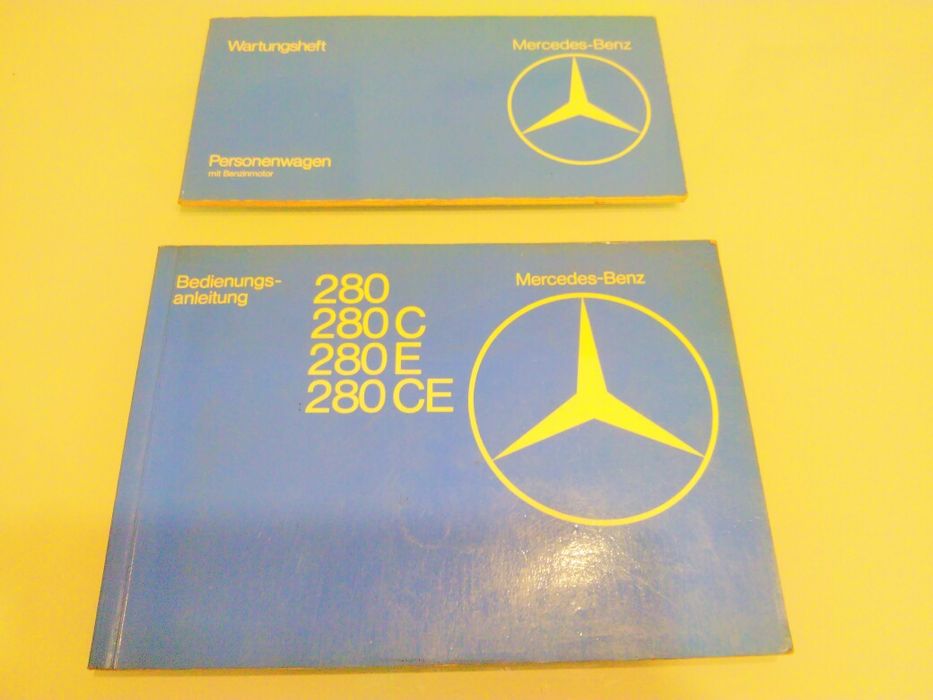 Wartungsheft
Mercedes-Benz
Personenwagen
mit Benzinmotor
Bedienungs-
anleitung
280
280 C
280 E
280 CE
Mercedes-Benz